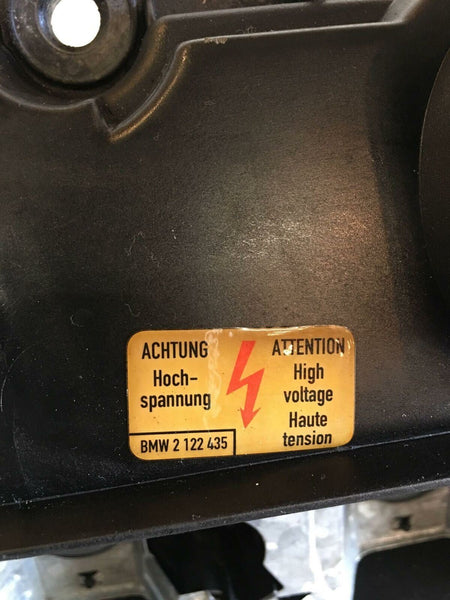 ACHTUNG
Hoch-
spannung
BMW 2 122 435
ATTENTION
High
voltage
Haute
tension